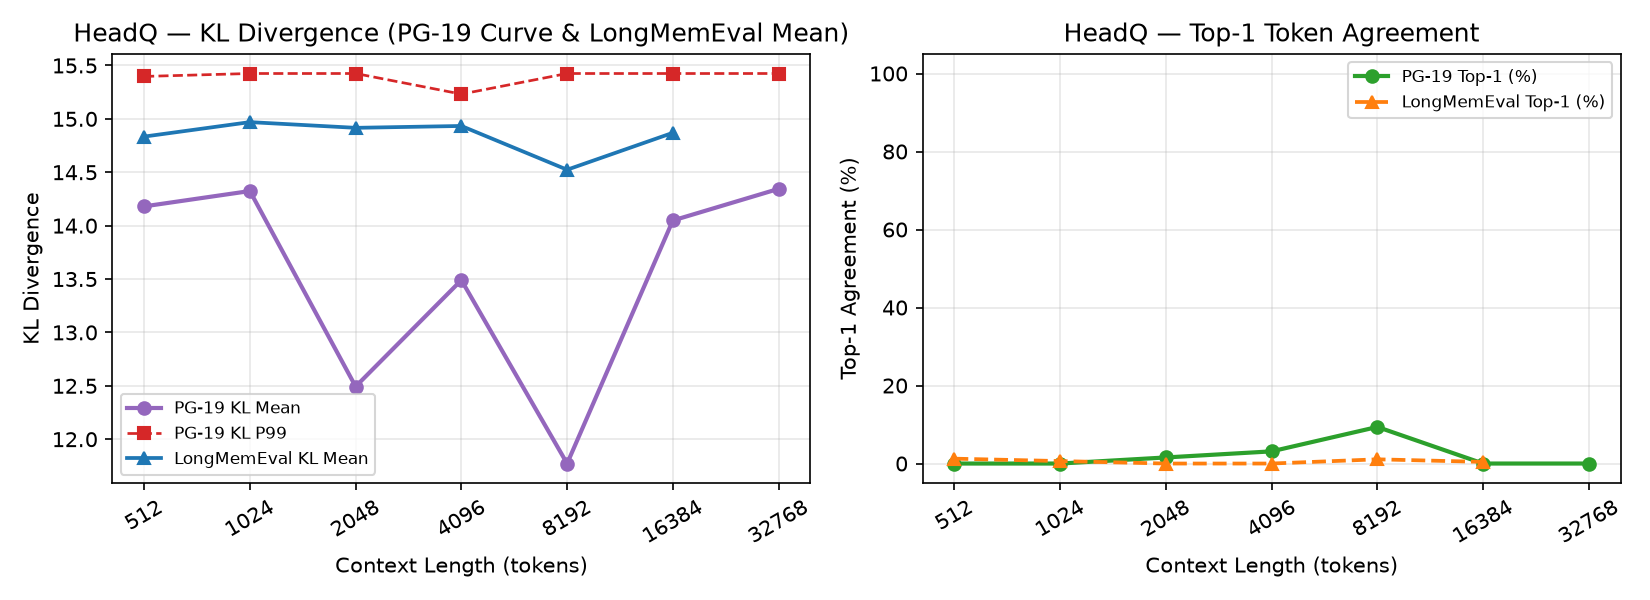 HeadQ — KL Divergence (PG-19 Curve & LongMemEval Mean)
KL Divergence
15.5
15.0
14.5
14.0
13.5
13.0
12.5
12.0
PG-19 KL Mean
PG-19 KL P99
LongMemEval KL Mean
512
1024
2048
4096
8192
16384
32768
Context Length (tokens)
HeadQ — Top-1 Token Agreement
Top-1 Agreement (%)
100
80
60
40
20
0
PG-19 Top-1 (%)
LongMemEval Top-1 (%)
512
1024
2048
4096
8192
16384
32768
Context Length (tokens)